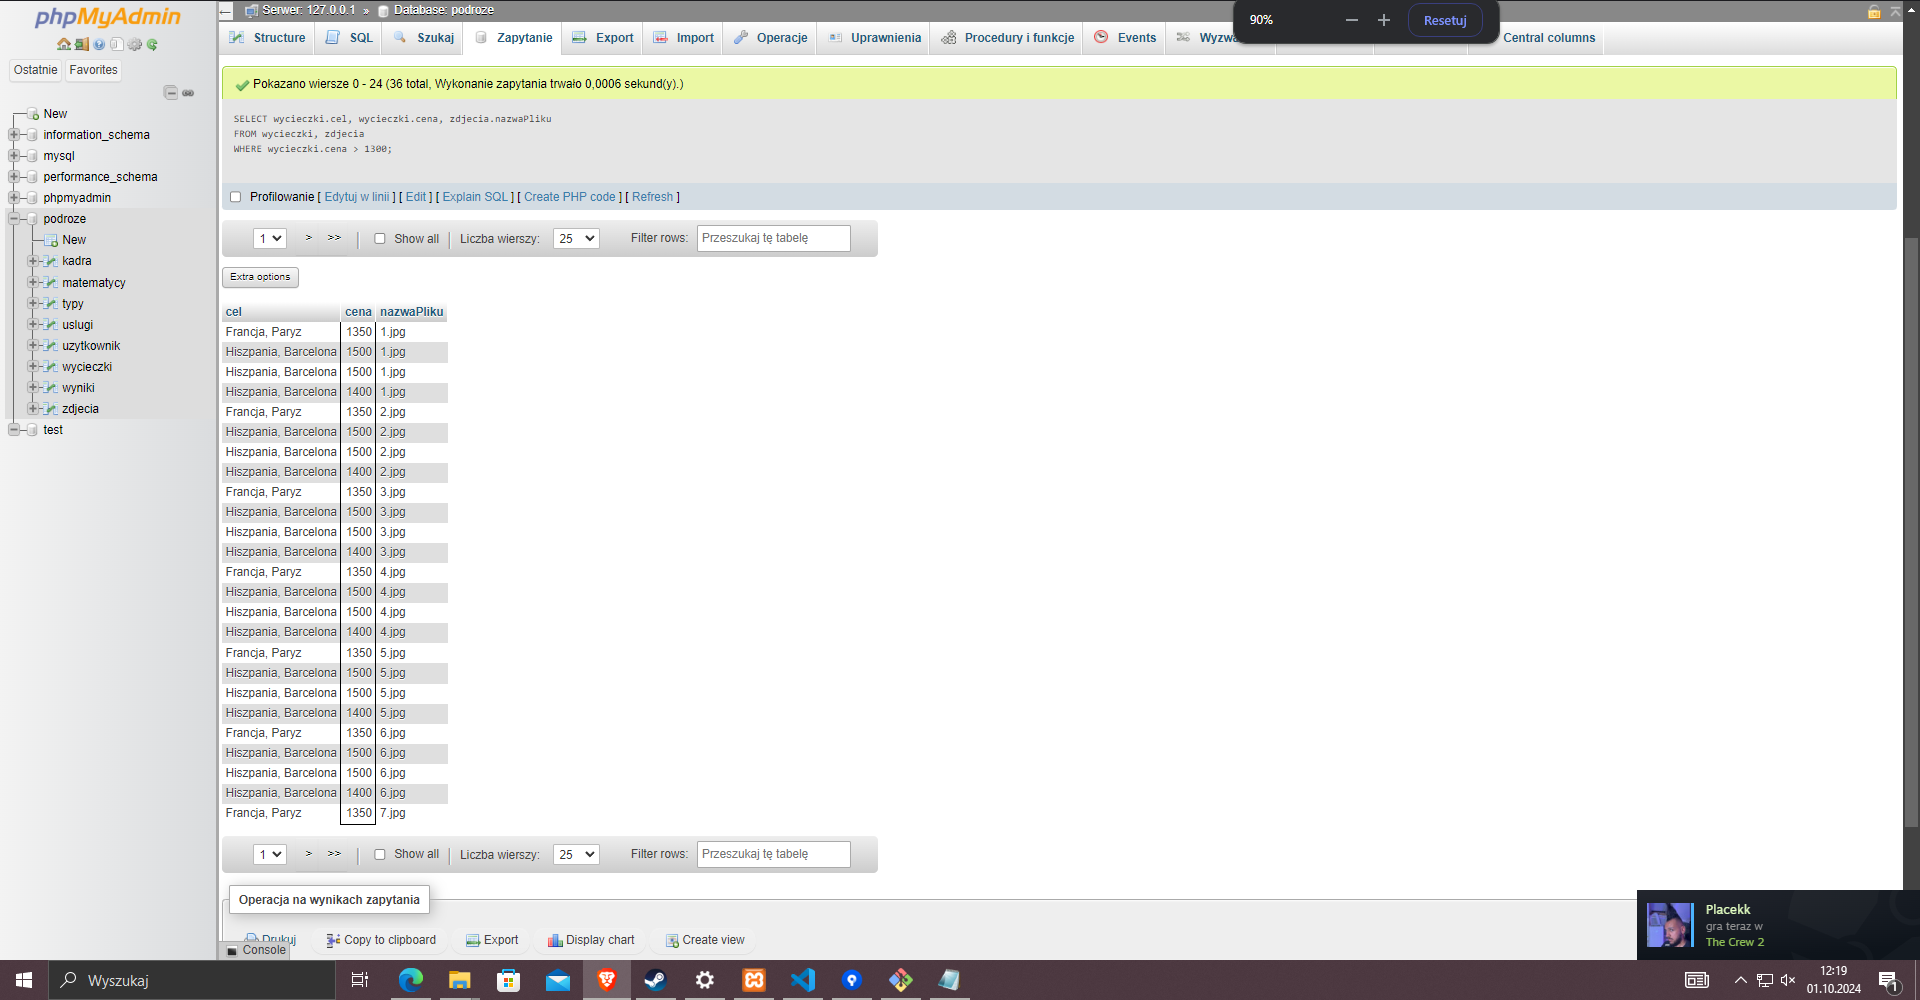 phpMyAdmin
Ostatnie Favorites
New
information_schema
mysql
performance_schema
phpmyadmin
podroze
New
kadra
matematycy
typy
uslugi
uzytkownik
wycieczki
wyniki
zdjecia
test
Serwer: 127.0.0.1 » Database: podroze
90% Resetuj
Structure SQL Szukaj Zapytanie Export Import Operacje Uprawnienia Procedury i funkcje Events Central columns
Pokazano wiersze 0 - 24 (36 total, Wykonanie zapytania trwało 0,0006 sekund(y).)
SELECT wycieczki.cel, wycieczki.cena, zdjecia.nazwaPliku
FROM wycieczki, zdjecia
WHERE wycieczki.cena > 1300;
Profilowanie [ Edytuj w linii ] [ Edit ] [ Explain SQL ] [ Create PHP code ] [ Refresh ]
1 > >> | Show all | Liczba wierszy: 25 Filter rows: Przeszukaj tę tabelę
Extra options
cel cena nazwaPliku
Francja, Paryz 1350 1.jpg
Hiszpania, Barcelona 1500 1.jpg
Hiszpania, Barcelona 1500 1.jpg
Hiszpania, Barcelona 1400 1.jpg
Francja, Paryz 1350 2.jpg
Hiszpania, Barcelona 1500 2.jpg
Hiszpania, Barcelona 1500 2.jpg
Hiszpania, Barcelona 1400 2.jpg
Francja, Paryz 1350 3.jpg
Hiszpania, Barcelona 1500 3.jpg
Hiszpania, Barcelona 1500 3.jpg
Hiszpania, Barcelona 1400 3.jpg
Francja, Paryz 1350 4.jpg
Hiszpania, Barcelona 1500 4.jpg
Hiszpania, Barcelona 1500 4.jpg
Hiszpania, Barcelona 1400 4.jpg
Francja, Paryz 1350 5.jpg
Hiszpania, Barcelona 1500 5.jpg
Hiszpania, Barcelona 1500 5.jpg
Hiszpania, Barcelona 1400 5.jpg
Francja, Paryz 1350 6.jpg
Hiszpania, Barcelona 1500 6.jpg
Hiszpania, Barcelona 1500 6.jpg
Hiszpania, Barcelona 1400 6.jpg
Francja, Paryz 1350 7.jpg
1 > >> | Show all | Liczba wierszy: 25 Filter rows: Przeszukaj tę tabelę
Operacja na wynikach zapytania
Drukuj Copy to clipboard Export Display chart Create view
Console
Placekk
gra teraz w
The Crew 2
Wyszukaj
12:19
01.10.2024
1